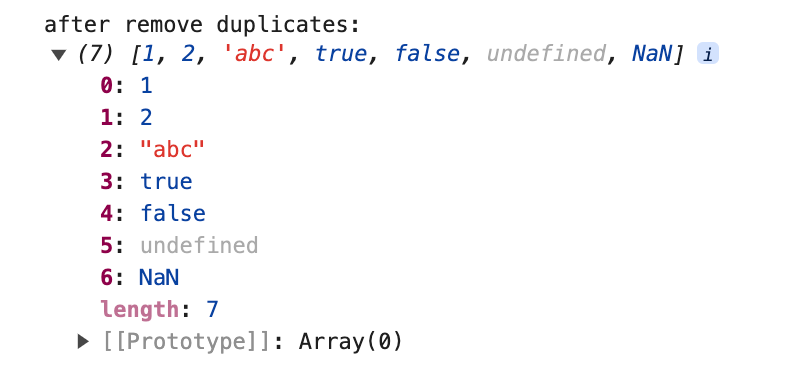 after remove duplicates:
▼ (7) [1, 2, 'abc', true, false, undefined, NaN] i
0: 1
1: 2
2: "abc"
3: true
4: false
5: undefined
6: NaN
length: 7
▶ [[Prototype]]: Array(0)